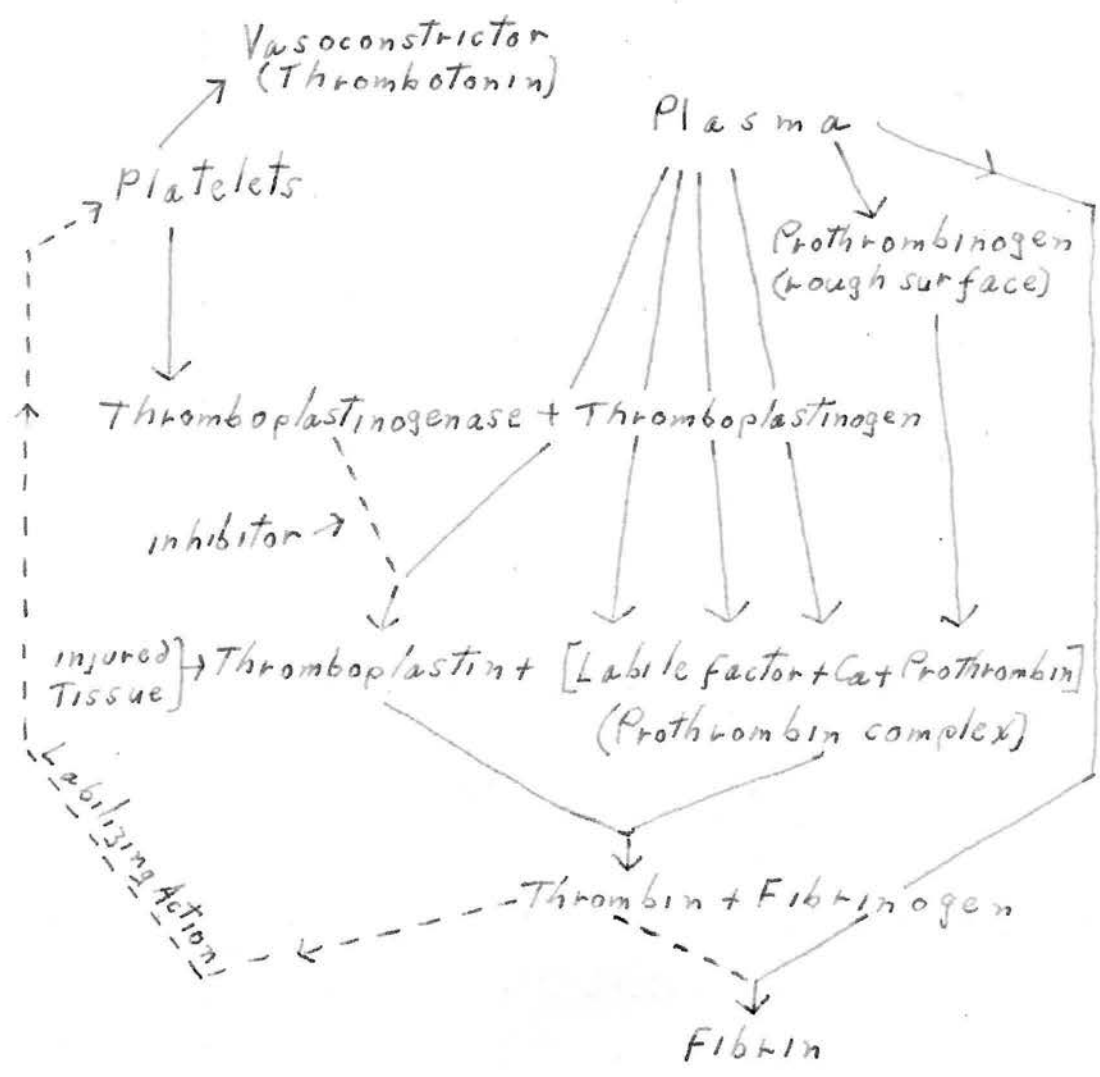 Vasoconstrictor
(Thrombotonin)
Plasma
Platelets
Prothrombinogen
(rough surface)
Thromboplastinogenase + Thromboplastinogen
inhibitor
injured
Tissue
Thromboplastin + [Labile factor + Ca + Prothrombin]
(Prothrombin complex)
Labilizing Action
Thrombin + Fibrinogen
Fibrin